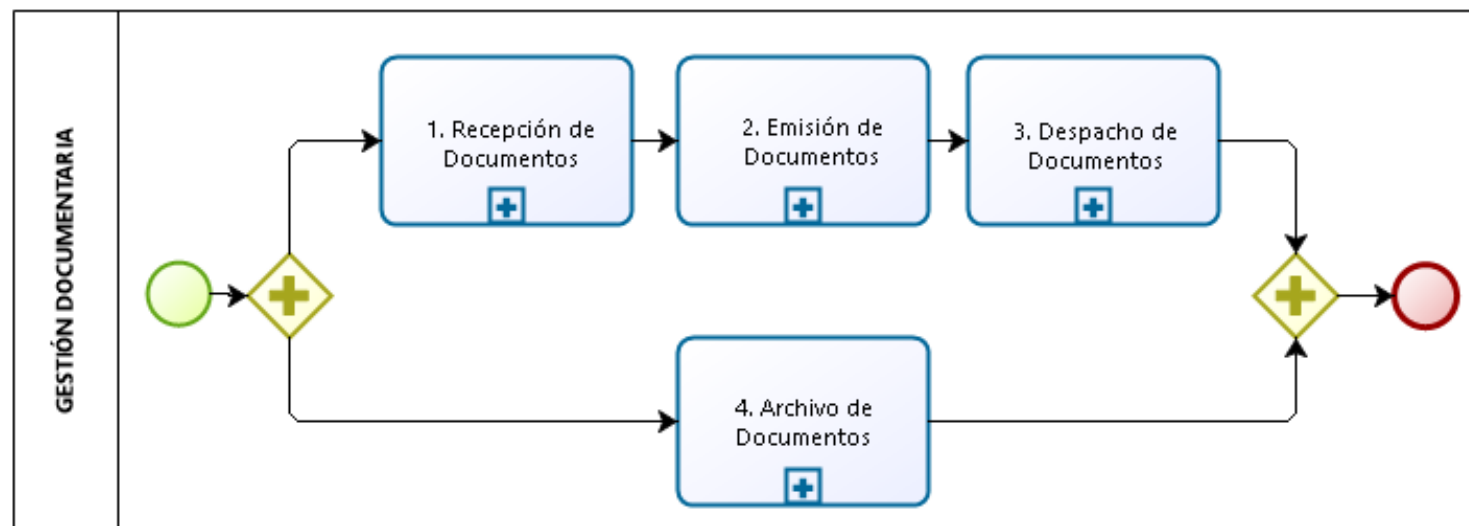 GESTIÓN DOCUMENTARIA
1. Recepción de
Documentos
2. Emisión de
Documentos
3. Despacho de
Documentos
4. Archivo de
Documentos